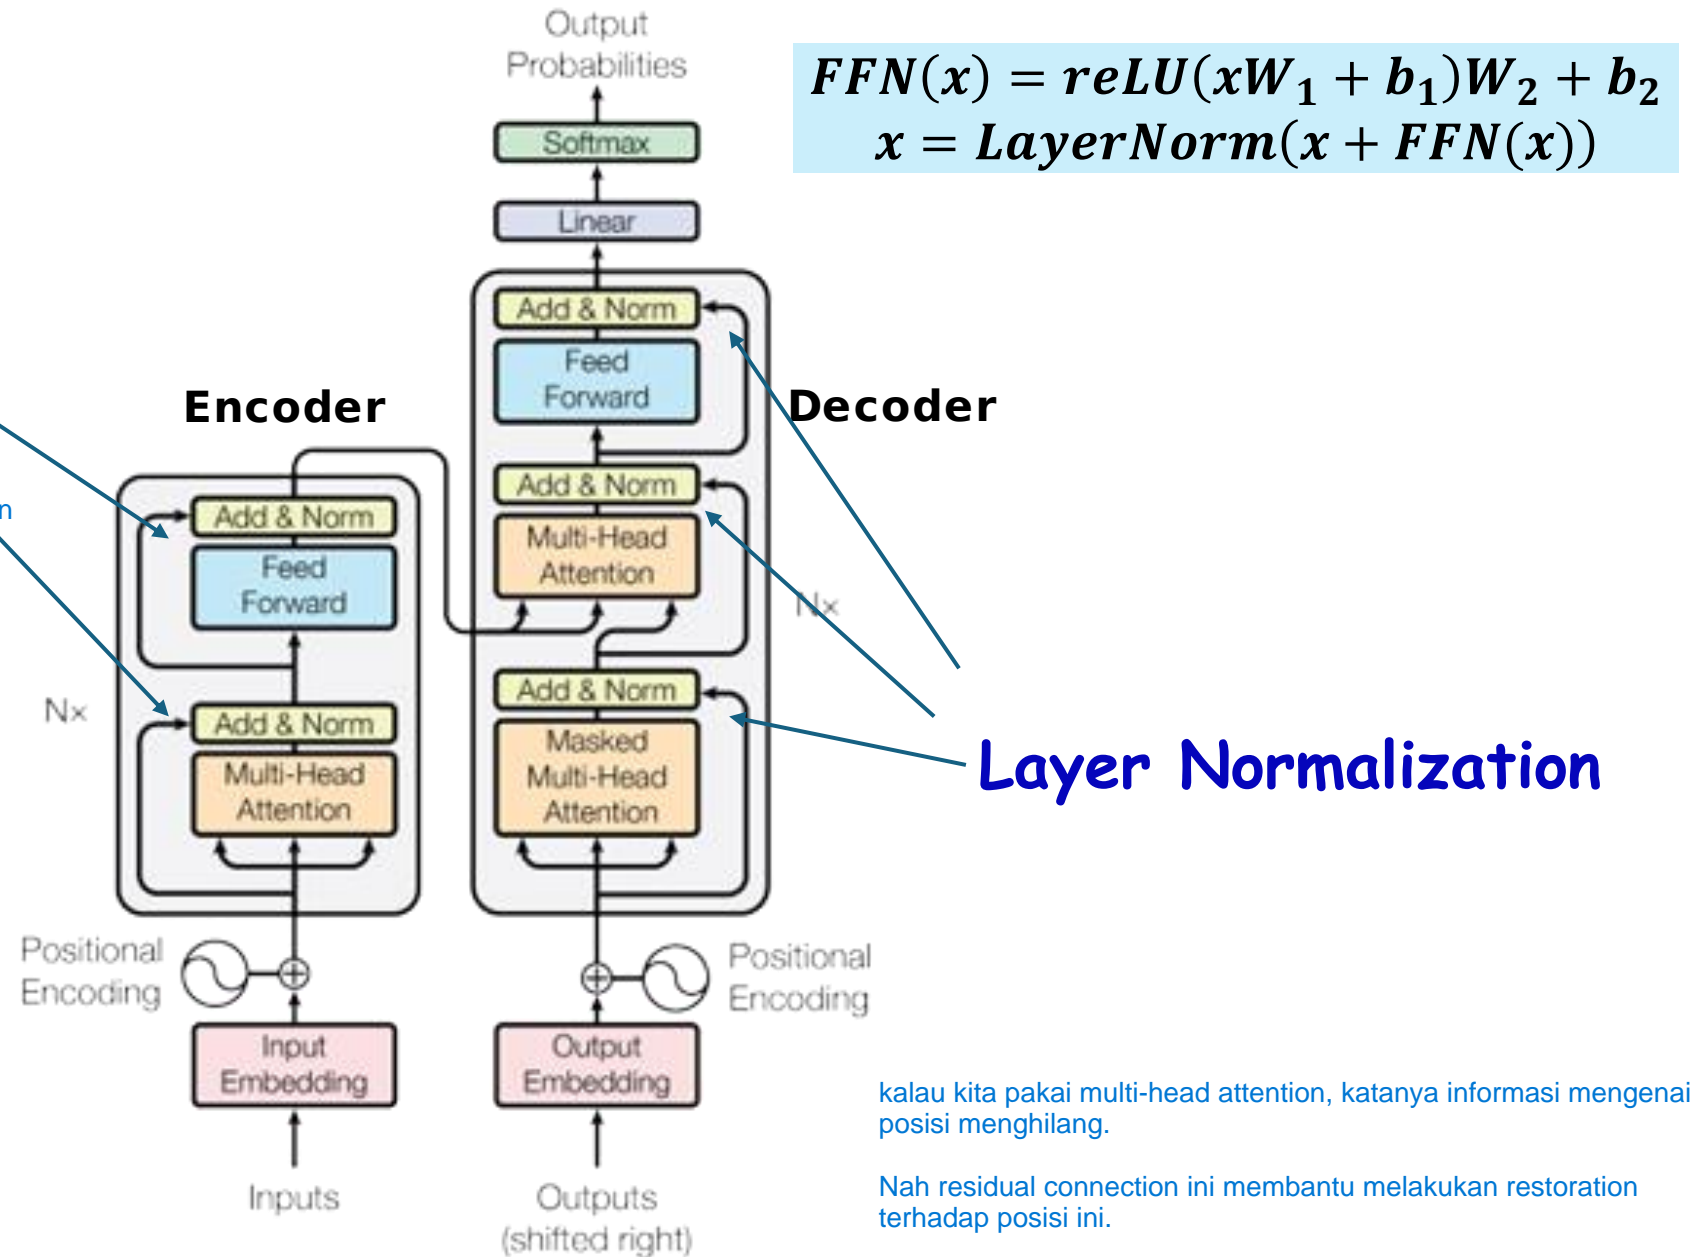 Output
Probabilities
FFN(x) = reLU(xW₁ + b₁)W₂ + b₂
x = LayerNorm(x + FFN(x))
Softmax
Linear
Add & Norm
Feed
Forward
Encoder
Decoder
Add & Norm
Multi-Head
Attention
n
Add & Norm
Feed
Forward
N×
Add & Norm
Masked
Multi-Head
Attention
N×
Add & Norm
Multi-Head
Attention
Layer Normalization
Positional
Encoding
Positional
Encoding
Input
Embedding
Output
Embedding
Inputs
Outputs
(shifted right)
kalau kita pakai multi-head attention, katanya informasi mengenai
posisi menghilang.
Nah residual connection ini membantu melakukan restoration
terhadap posisi ini.